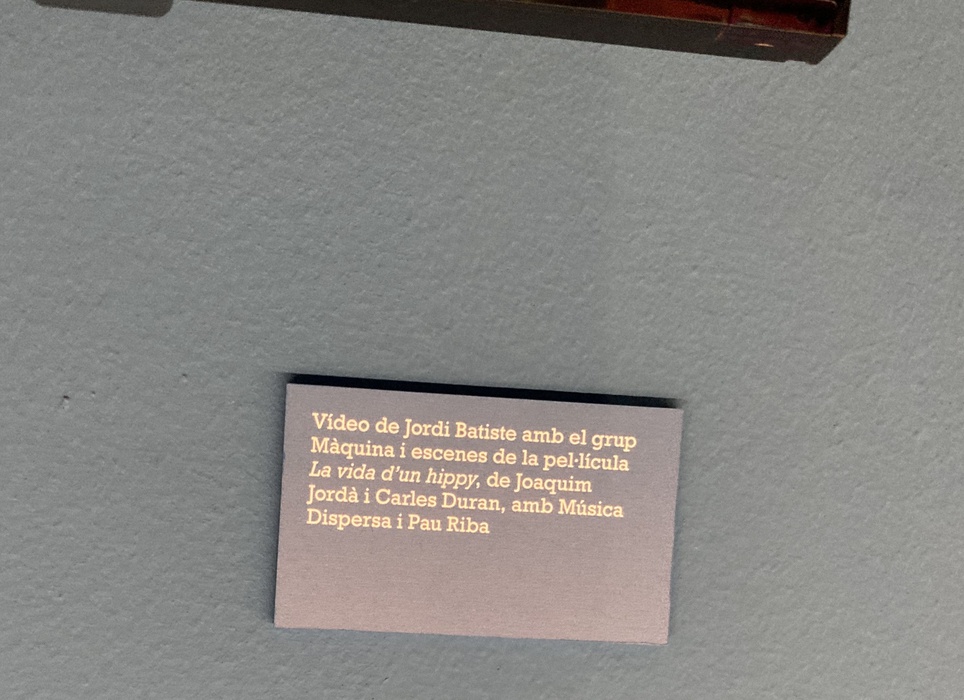 Vídeo de Jordi Batiste amb el grup
Màquina i escenes de la pel·lícula
La vida d'un hippy, de Joaquim
Jordà i Carles Duran, amb Música
Dispersa i Pau Riba